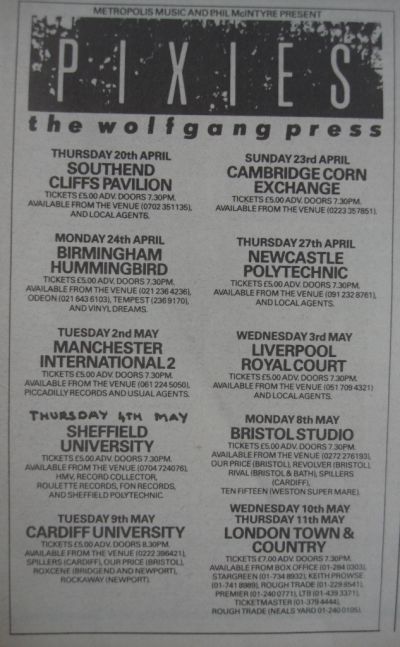 METROPOLIS MUSIC AND PHIL McINTYRE PRESENT
PIXIES
the wolfgang press
THURSDAY 20th APRIL
SOUTHEND
CLIFFS PAVILION
TICKETS £5.00 ADV. DOORS 7.30PM.
AVAILABLE FROM THE VENUE (0702 351135),
AND LOCAL AGENTS.
SUNDAY 23rd APRIL
CAMBRIDGE CORN
EXCHANGE
TICKETS £5.00 ADV. DOORS 7.30PM.
AVAILABLE FROM THE VENUE (0223 357851).
MONDAY 24th APRIL
BIRMINGHAM
HUMMINGBIRD
TICKETS £5.00 ADV. DOORS 7.30PM.
AVAILABLE FROM THE VENUE (021 236 4236),
ODEON (021 643 6103), TEMPEST (236 9170),
AND VINYL DREAMS.
THURSDAY 27th APRIL
NEWCASTLE
POLYTECHNIC
TICKETS £5.00 ADV. DOORS 7.30PM.
AVAILABLE FROM THE VENUE (091 232 8761),
AND LOCAL AGENTS.
TUESDAY 2nd MAY
MANCHESTER
INTERNATIONAL 2
TICKETS £5.00 ADV. DOORS 7.30PM.
AVAILABLE FROM THE VENUE (061 224 5050),
PICCADILLY RECORDS AND USUAL AGENTS.
WEDNESDAY 3rd MAY
LIVERPOOL
ROYAL COURT
TICKETS £5.00 ADV. DOORS 7.30PM.
AVAILABLE FROM THE VENUE (051 709 4321)
AND LOCAL AGENTS.
THURSDAY 4TH MAY
SHEFFIELD
UNIVERSITY
TICKETS £5.00. ADV. DOORS 7.30PM.
AVAILABLE FROM THE VENUE (0704 724076),
HMV, RECORD COLLECTOR,
ROULETTE RECORDS, FON RECORDS,
AND SHEFFIELD POLYTECHNIC.
MONDAY 8th MAY
BRISTOL STUDIO
TICKETS £5.00. ADV. DOORS 7.30PM.
AVAILABLE FROM THE VENUE (0272 276193),
OUR PRICE (BRISTOL), REVOLVER (BRISTOL),
RIVAL (BRISTOL & BATH), SPILLERS
(CARDIFF),
TEN FIFTEEN (WESTON SUPER MARE).
TUESDAY 9th MAY
CARDIFF UNIVERSITY
TICKETS £5.00 ADV. DOORS 8.30PM.
AVAILABLE FROM THE VENUE (0222 396421),
SPILLERS (CARDIFF), OUR PRICE (BRISTOL),
ROXCENE (BRIDGEND AND NEWPORT),
ROCKAWAY (NEWPORT).
WEDNESDAY 10th MAY
THURSDAY 11th MAY
LONDON TOWN &
COUNTRY
TICKETS £7.00 ADV. DOORS 7.30PM.
AVAILABLE FROM BOX OFFICE (01-284 0303),
STARGREEN (01-734 8932), KEITH PROWSE
(01-741 8989), ROUGH TRADE (01-229 8541),
PREMIER (01-240 0771), LTB (01-439 3371),
TICKETMASTER (01-379 4444),
ROUGH TRADE (NEALS YARD 01-240 0105).